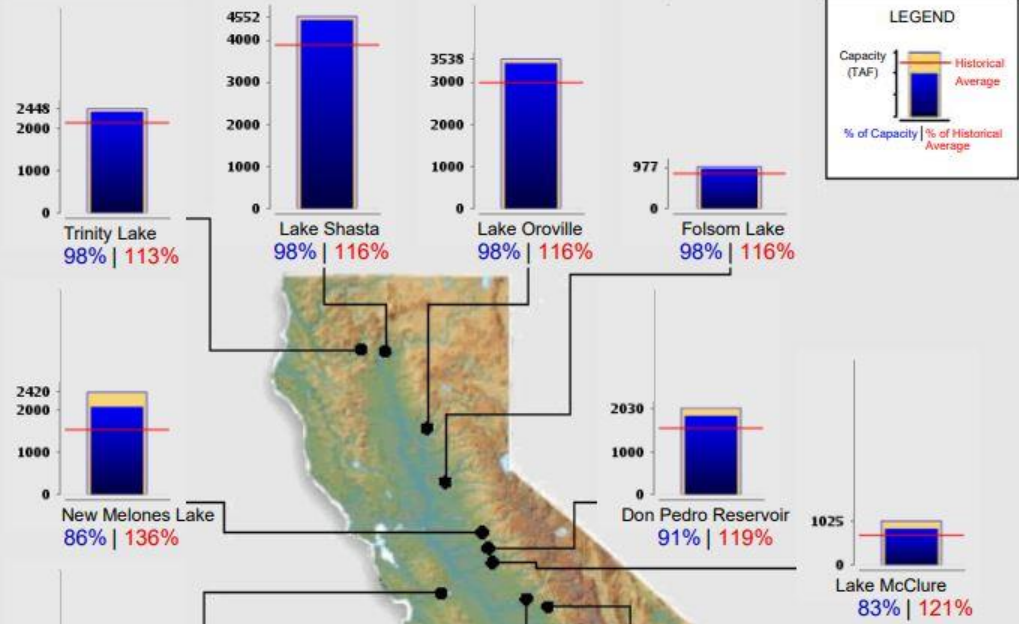 4552
4000
3000
2000
1000
0
Lake Shasta
98% | 116%
3538
3000
2000
1000
0
Lake Oroville
98% | 116%
977
0
Folsom Lake
98% | 116%
LEGEND
Capacity
(TAF)
Historical
Average
% of Capacity | % of Historical
Average
2448
2000
1000
0
Trinity Lake
98% | 113%
2420
2000
1000
0
New Melones Lake
86% | 136%
2030
1000
0
Don Pedro Reservoir
91% | 119%
1025
0
Lake McClure
83% | 121%